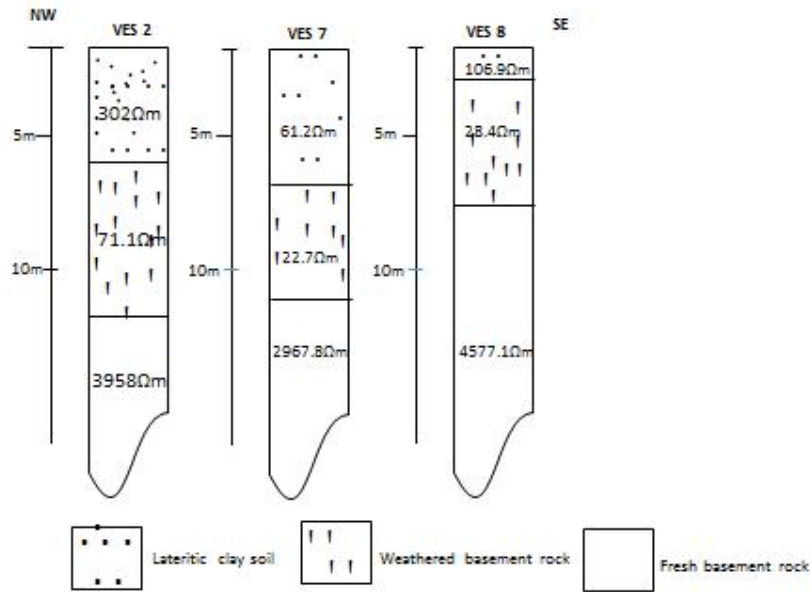 NW
VES 2
VES 7
VES 8
SE
302Ωm
71.1Ωm
3958Ωm
5m
10m
61.2Ωm
22.7Ωm
2967.8Ωm
5m
10m
106.9Ωm
28.4Ωm
4577.1Ωm
5m
10m
Lateritic clay soil
Weathered basement rock
Fresh basement rock